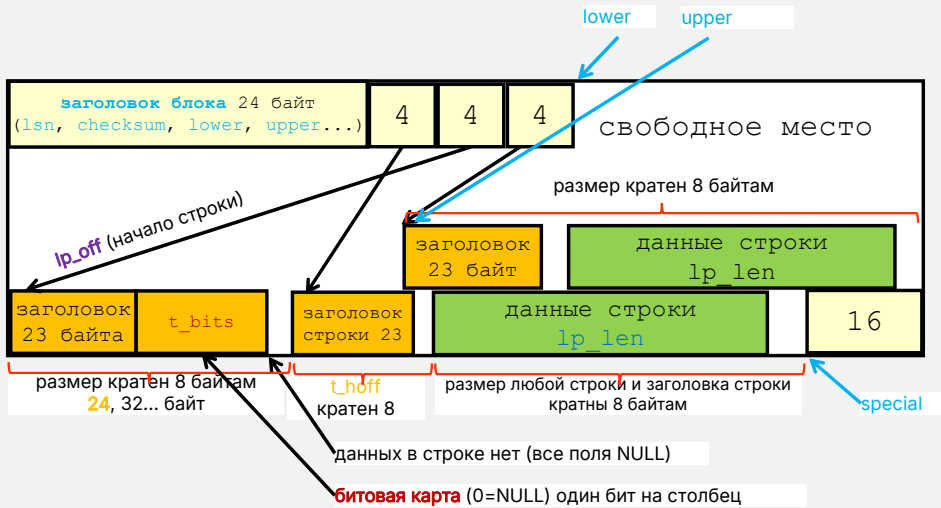 lower
upper
заголовок блока 24 байт
(lsn, checksum, lower, upper...)
4
4
4
свободное место
размер кратен 8 байтам
lp_off (начало строки)
заголовок
23 байт
данные строки
lp_len
заголовок
23 байта
t_bits
заголовок
строки 23
данные строки
lp_len
16
размер кратен 8 байтам
24, 32... байт
t_hoff
кратен 8
размер любой строки и заголовка строки
кратны 8 байтам
special
данных в строке нет (все поля NULL)
битовая карта (0=NULL) один бит на столбец